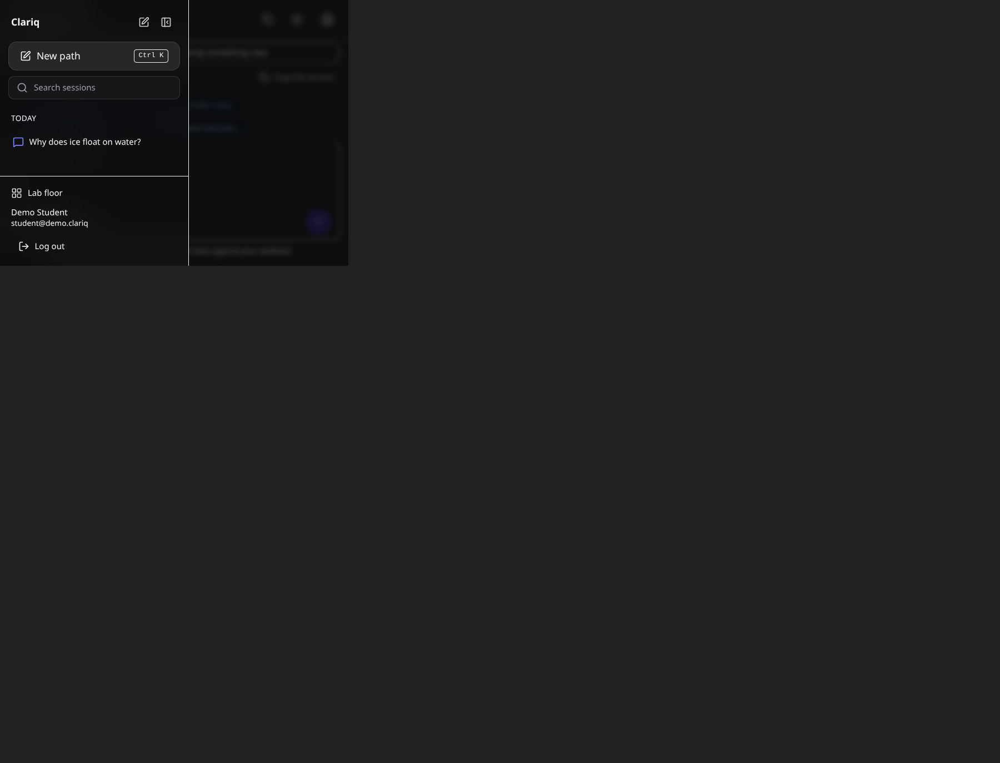 Clariq
New path
Ctrl K
Search sessions
TODAY
Why does ice float on water?
Lab floor
Demo Student
student@demo.clariq
Log out